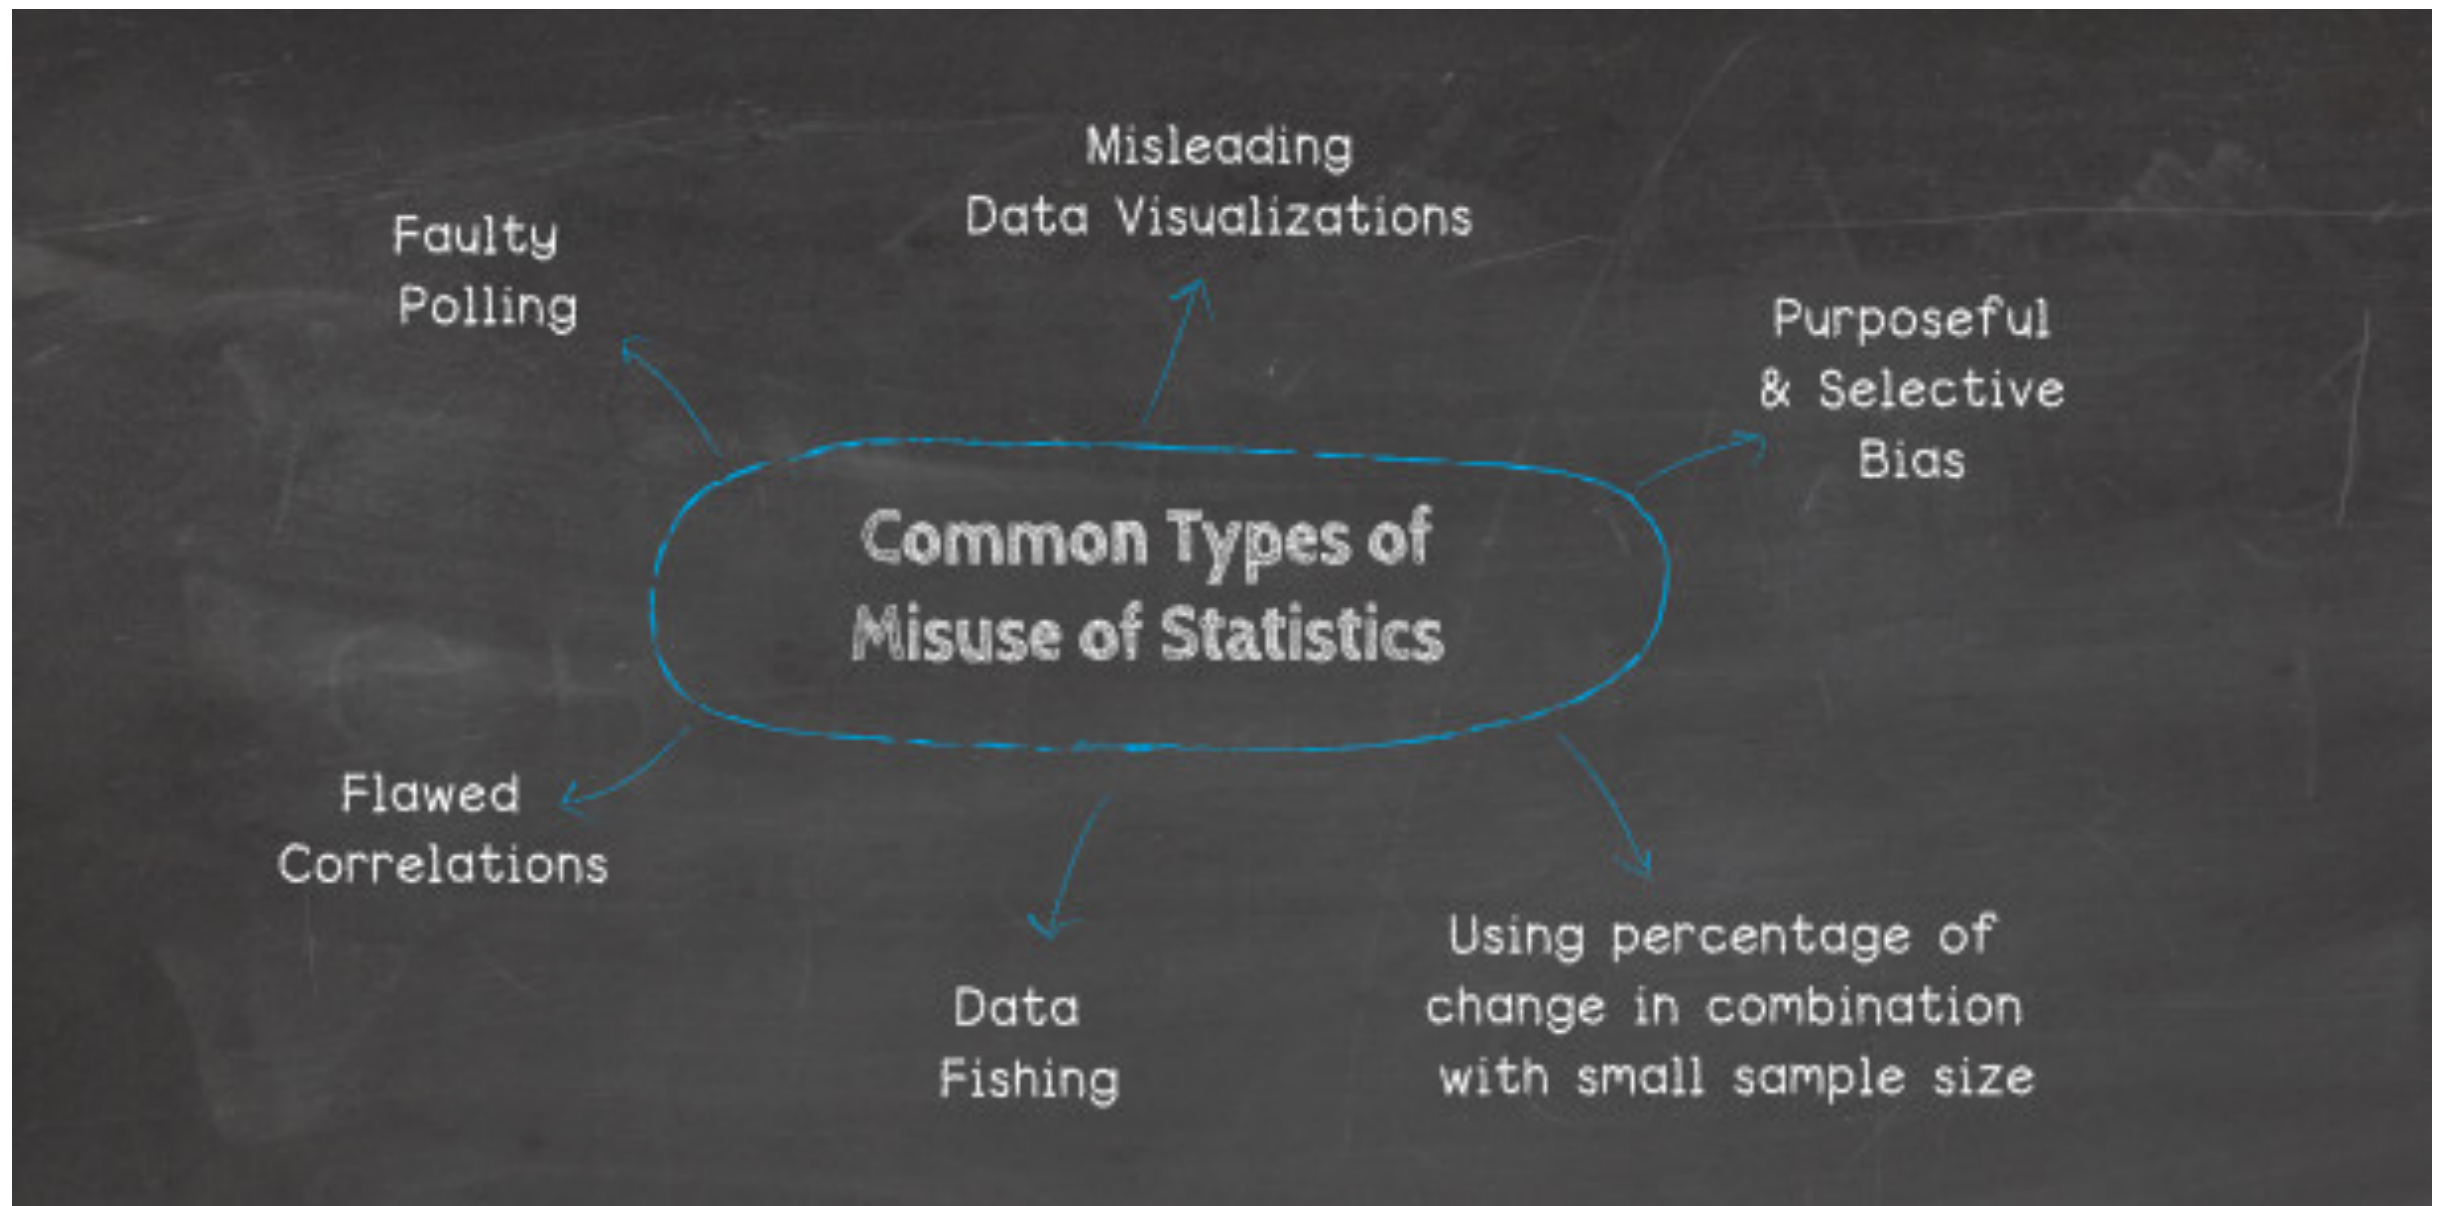 Misleading
Data Visualizations
Faulty
Polling
Purposeful
& Selective
Bias
Common Types of
Misuse of Statistics
Flawed
Correlations
Data
Fishing
Using percentage of
change in combination
with small sample size